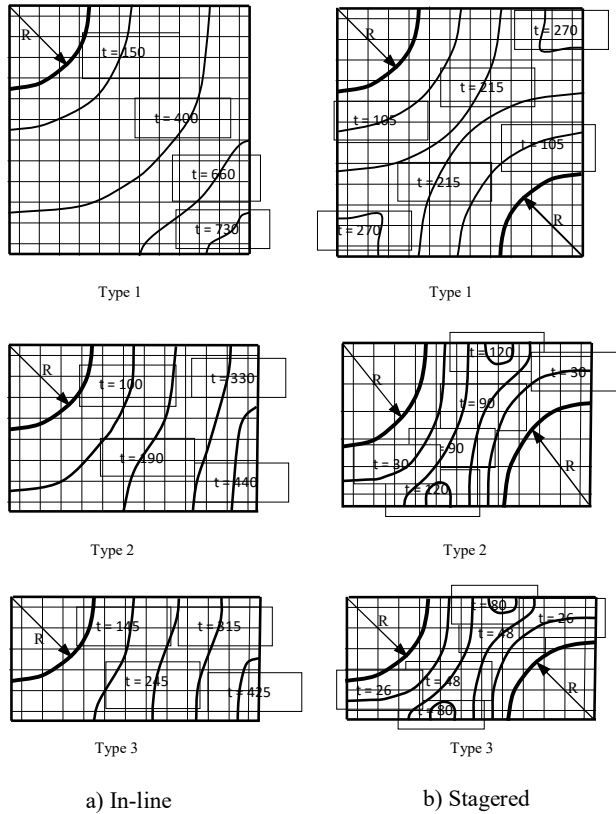 R
t = 150
t = 400
t = 660
t = 730
Type 1
t = 270
t = 215
t = 105
t = 105
t = 215
t = 270
R
Type 1
R
t = 100
t = 330
t = 190
t = 440
Type 2
R
t = 120
t = 30
t = 90
t = 90
t = 30
t = 120
R
Type 2
R
t = 145
t = 315
t = 245
t = 425
Type 3
R
t = 80
t = 26
t = 48
t = 48
t = 26
t = 80
R
Type 3
a) In-line
b) Stagered